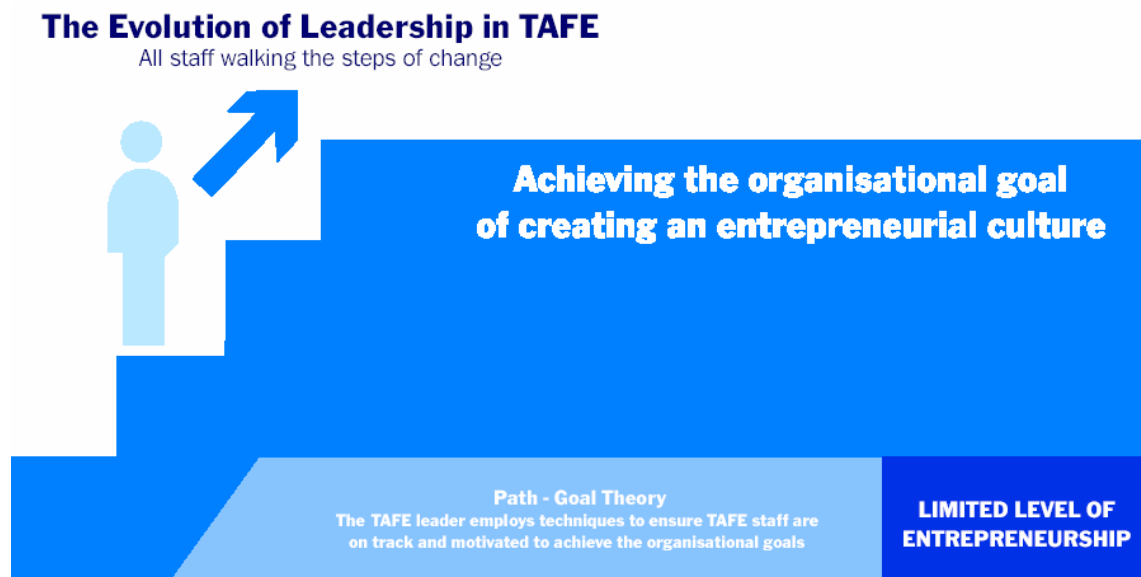 The Evolution of Leadership in TAFE
All staff walking the steps of change
Achieving the organisational goal
of creating an entrepreneurial culture
Path - Goal Theory
The TAFE leader employs techniques to ensure TAFE staff are
on track and motivated to achieve the organisational goals
LIMITED LEVEL OF
ENTREPRENEURSHIP